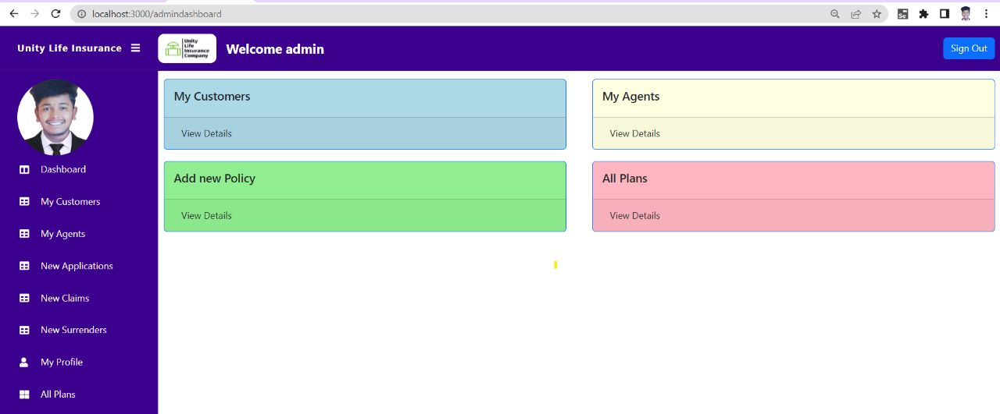 localhost:3000/admindashboard
Se
Unity Life Insurance
Unity
Life
Insurance
Company
Welcome admin
Sign Out
My Customers
View Details
My Agents
View Details
Add new Policy
View Details
All Plans
View Details
Dashboard
My Customers
My Agents
New Applications
New Claims
New Surrenders
My Profile
All Plans